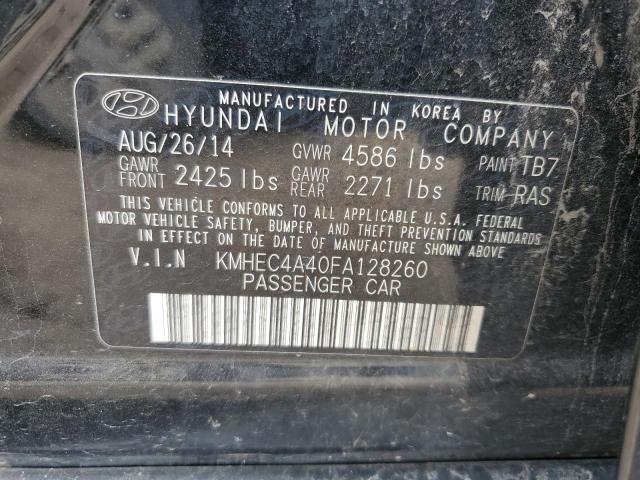 MANUFACTURED IN KOREA BY
HYUNDAI MOTOR COMPANY
AUG/26/14 GVWR 4586 lbs PAINT TB7
GAWR FRONT 2425 lbs GAWR REAR 2271 lbs TRIM RAS
THIS VEHICLE CONFORMS TO ALL APPLICABLE U.S.A. FEDERAL
MOTOR VEHICLE SAFETY, BUMPER, AND THEFT PREVENTION STANDARDS
IN EFFECT ON THE DATE OF MANUFACTURE SHOWN ABOVE
V.I.N KMHEC4A40FA128260
PASSENGER CAR